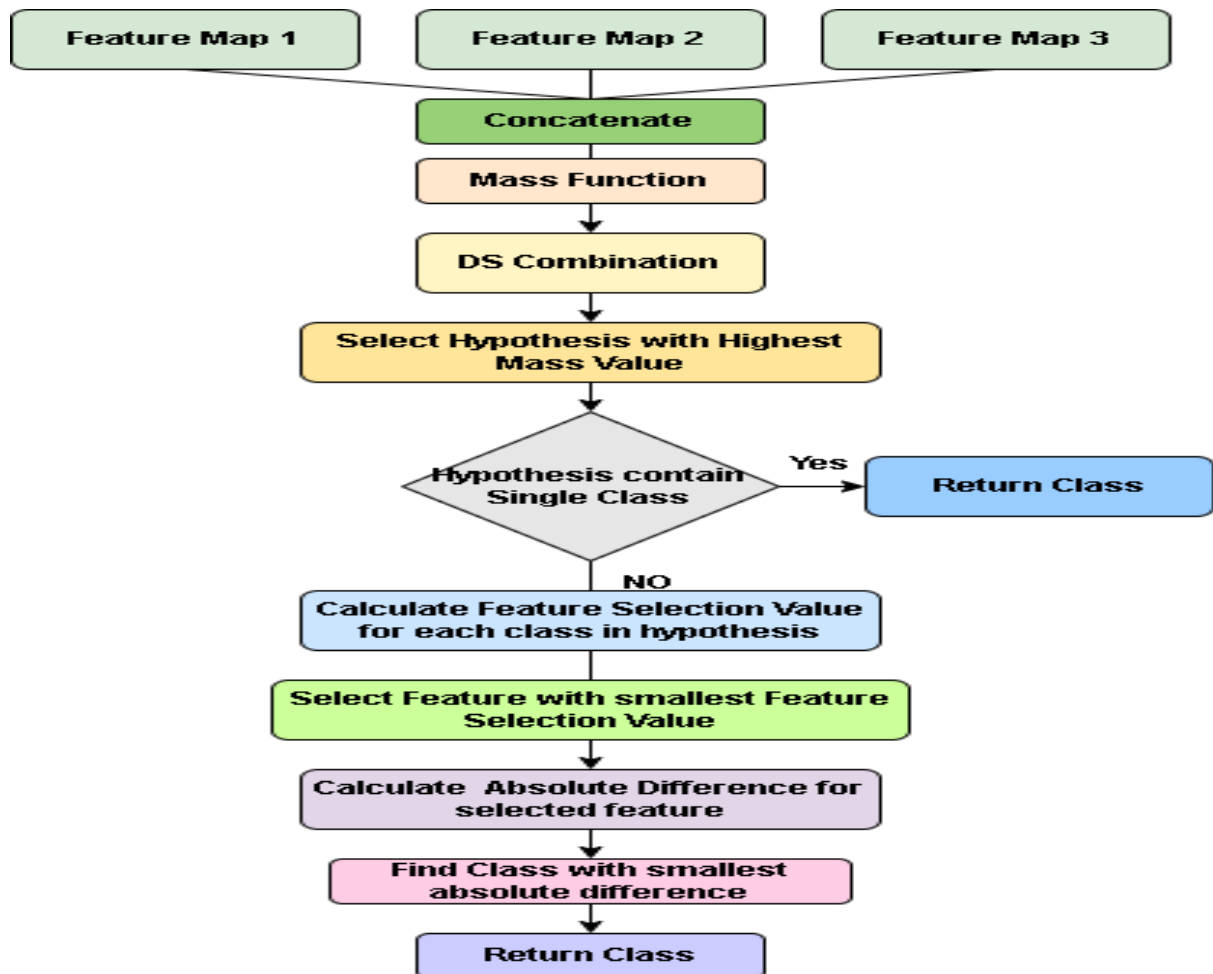 Feature Map 1
Feature Map 2
Feature Map 3
Concatenate
Mass Function
DS Combination
Select Hypothesis with Highest
Mass Value
Hypothesis contain
Single Class
Yes
Return Class
NO
Calculate Feature Selection Value
for each class in hypothesis
Select Feature with smallest Feature
Selection Value
Calculate Absolute Difference for
selected feature
Find Class with smallest
absolute difference
Return Class